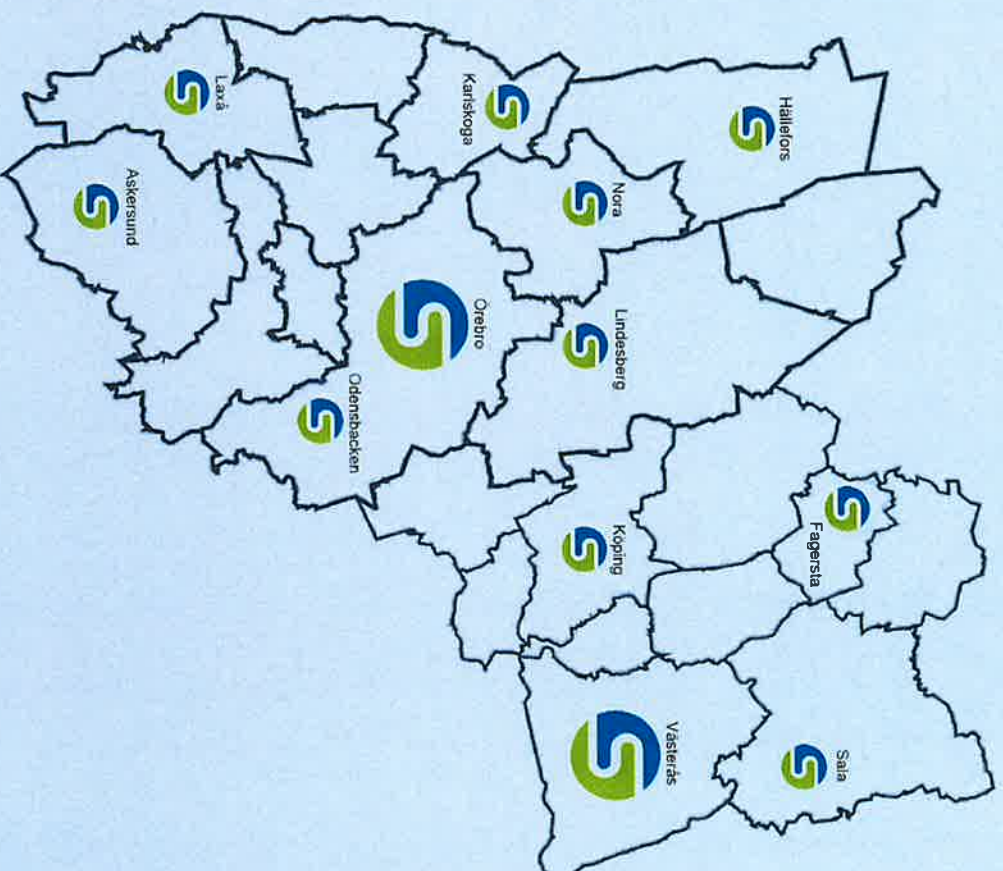 Sala
Fagersta
Hällefors
Västerås
Nora
Lindesberg
Köping
Örebro
Karlskoga
Odensbacken
Laxå
Askersund